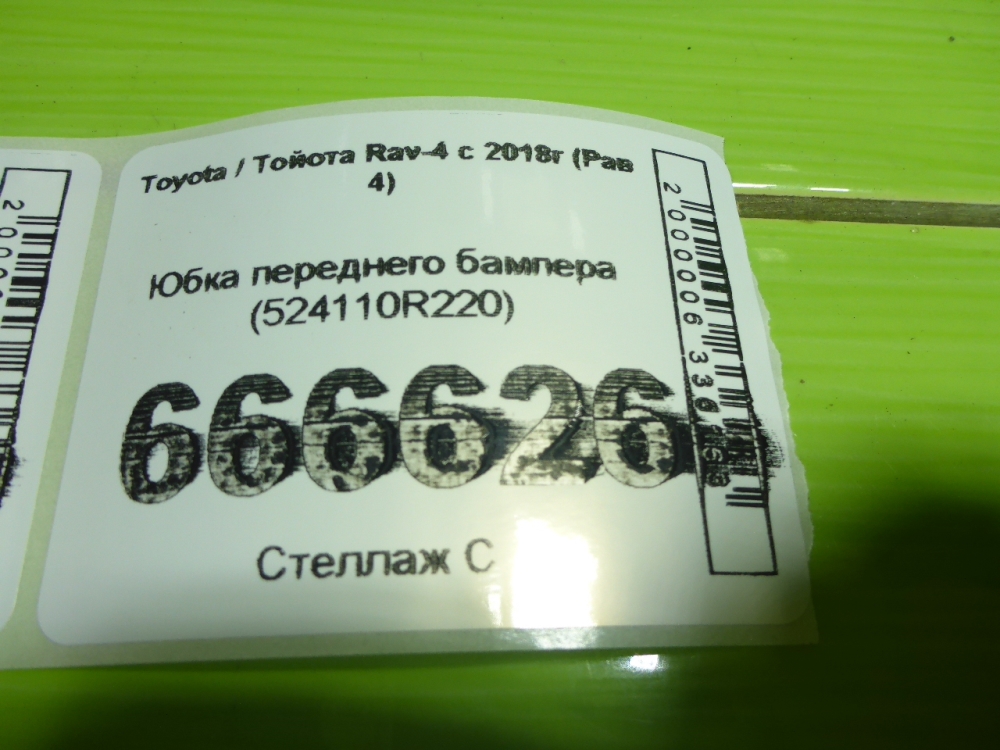 Toyota / Тойота Rav-4 с 2018г (Рав
4)
Юбка переднего бампера
(524110R220)
666626
Стеллаж С